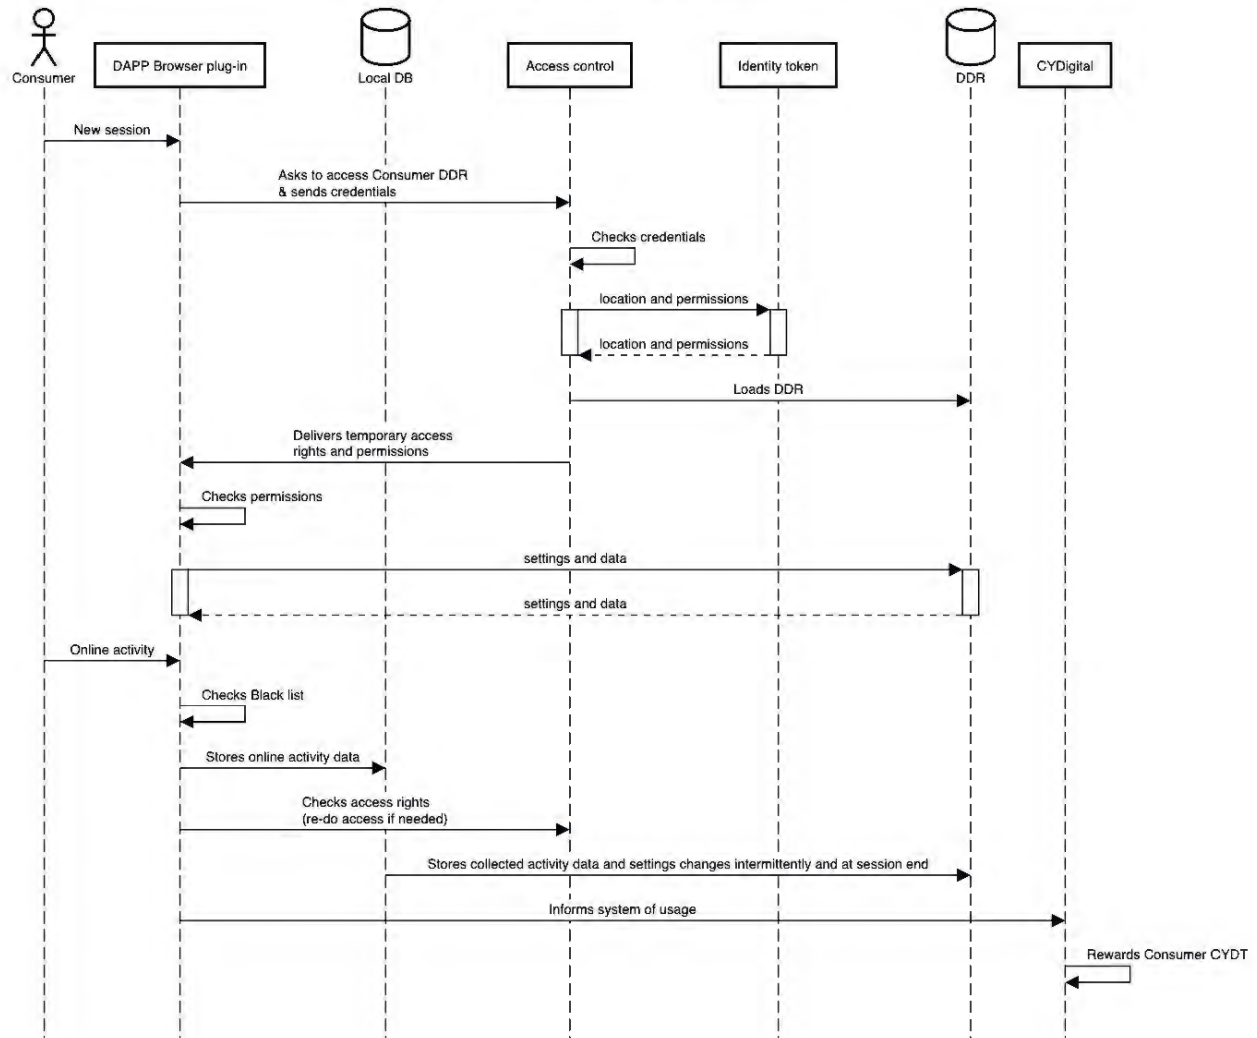 Consumer
DAPP Browser plug-in
Local DB
Access control
Identity token
DDR
CYDigital
New session
Asks to access Consumer DDR
& sends credentials
Checks credentials
location and permissions
location and permissions
Loads DDR
Delivers temporary access
rights and permissions
Checks permissions
settings and data
settings and data
Online activity
Checks Black list
Stores online activity data
Checks access rights
(re-do access if needed)
Stores collected activity data and settings changes intermittently and at session end
Informs system of usage
Rewards Consumer CYDT